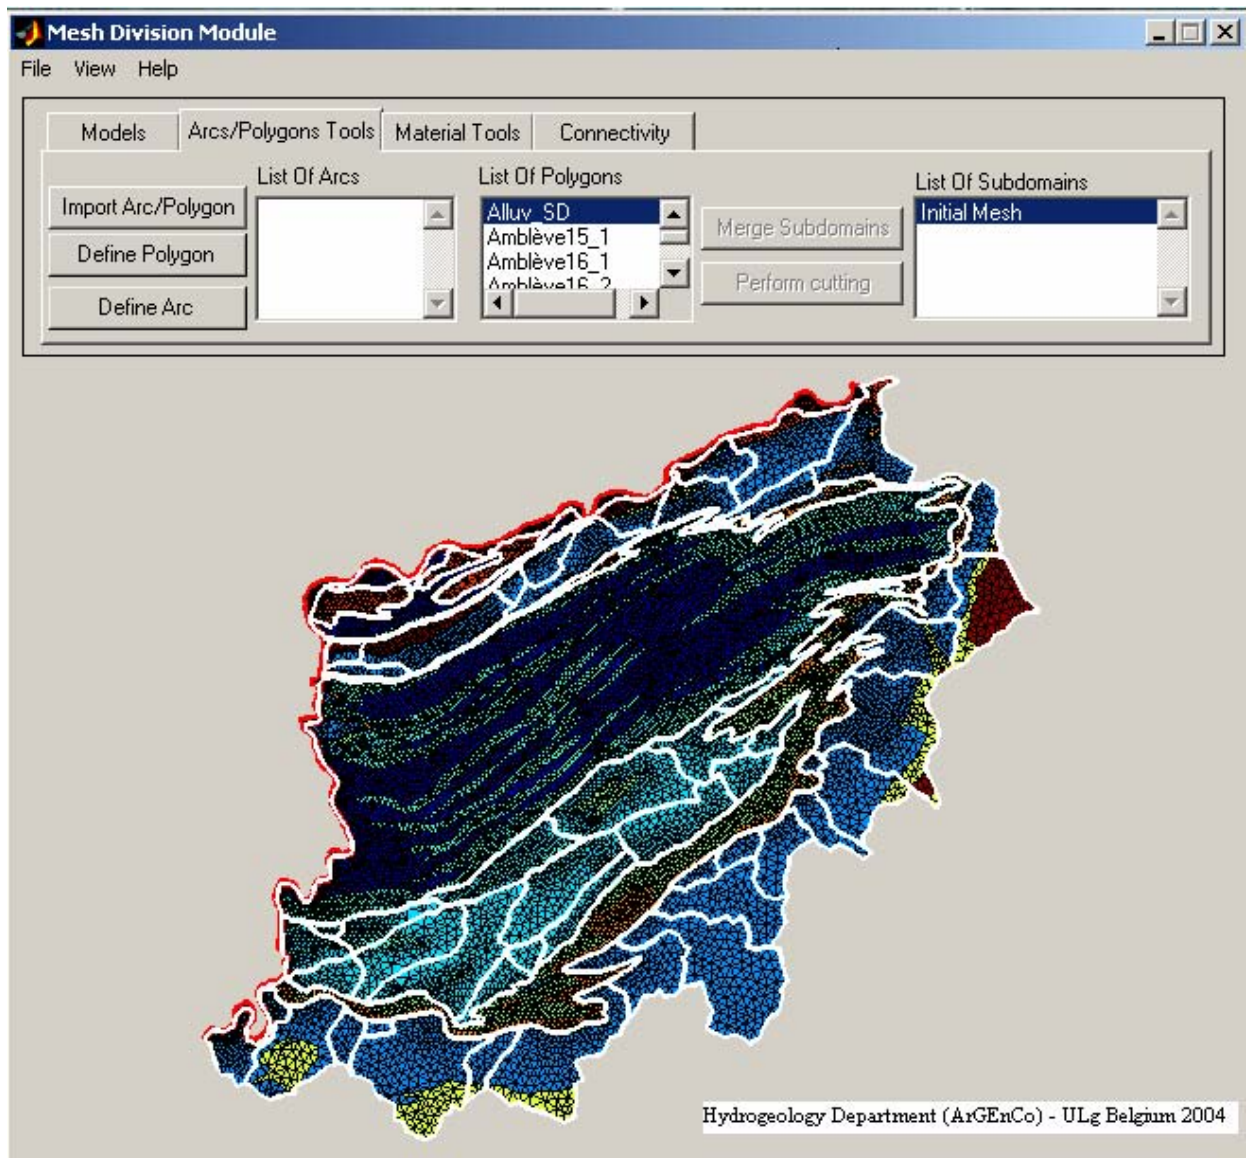 Mesh Division Module
File View Help
Models Arcs/Polygons Tools Material Tools Connectivity
List Of Arcs List Of Polygons List Of Subdomains
Import Arc/Polygon
Define Polygon
Define Arc
Alluv_SD
Amblève15_1
Amblève16_1
Amblève16_2
Merge Subdomains
Perform cutting
Initial Mesh
Hydrogeology Department (ArGEnCo) - ULg Belgium 2004